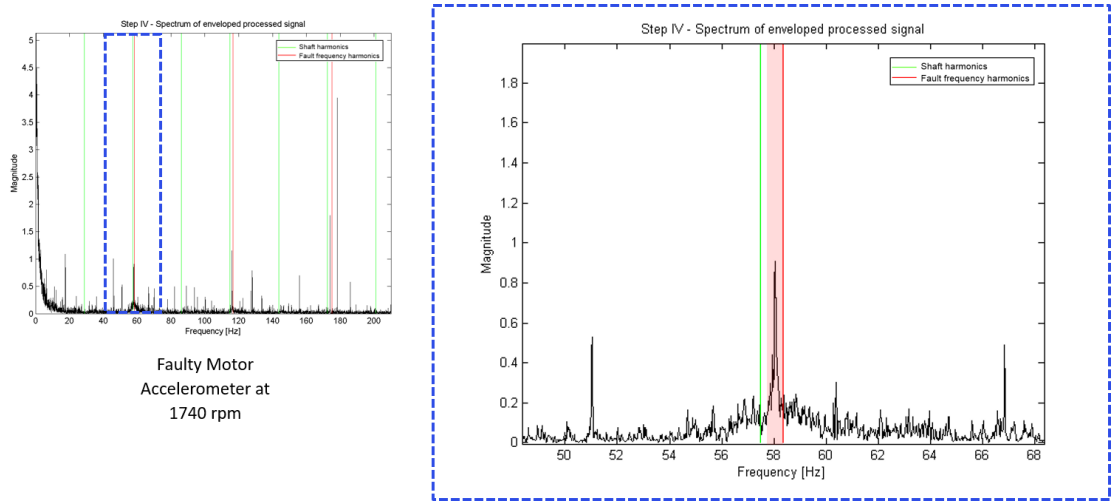 Step IV - Spectrum of enveloped processed signal
Shaft harmonics
Fault frequency harmonics
5
4.5
4
3.5
3
2.5
2
1.5
1
0.5
0
Magnitude
0 20 40 60 80 100 120 140 160 180 200
Frequency [Hz]
Faulty Motor
Accelerometer at
1740 rpm
Step IV - Spectrum of enveloped processed signal
Shaft harmonics
Fault frequency harmonics
1.8
1.6
1.4
1.2
1
0.8
0.6
0.4
0.2
0
Magnitude
50 52 54 56 58 60 62 64 66 68
Frequency [Hz]